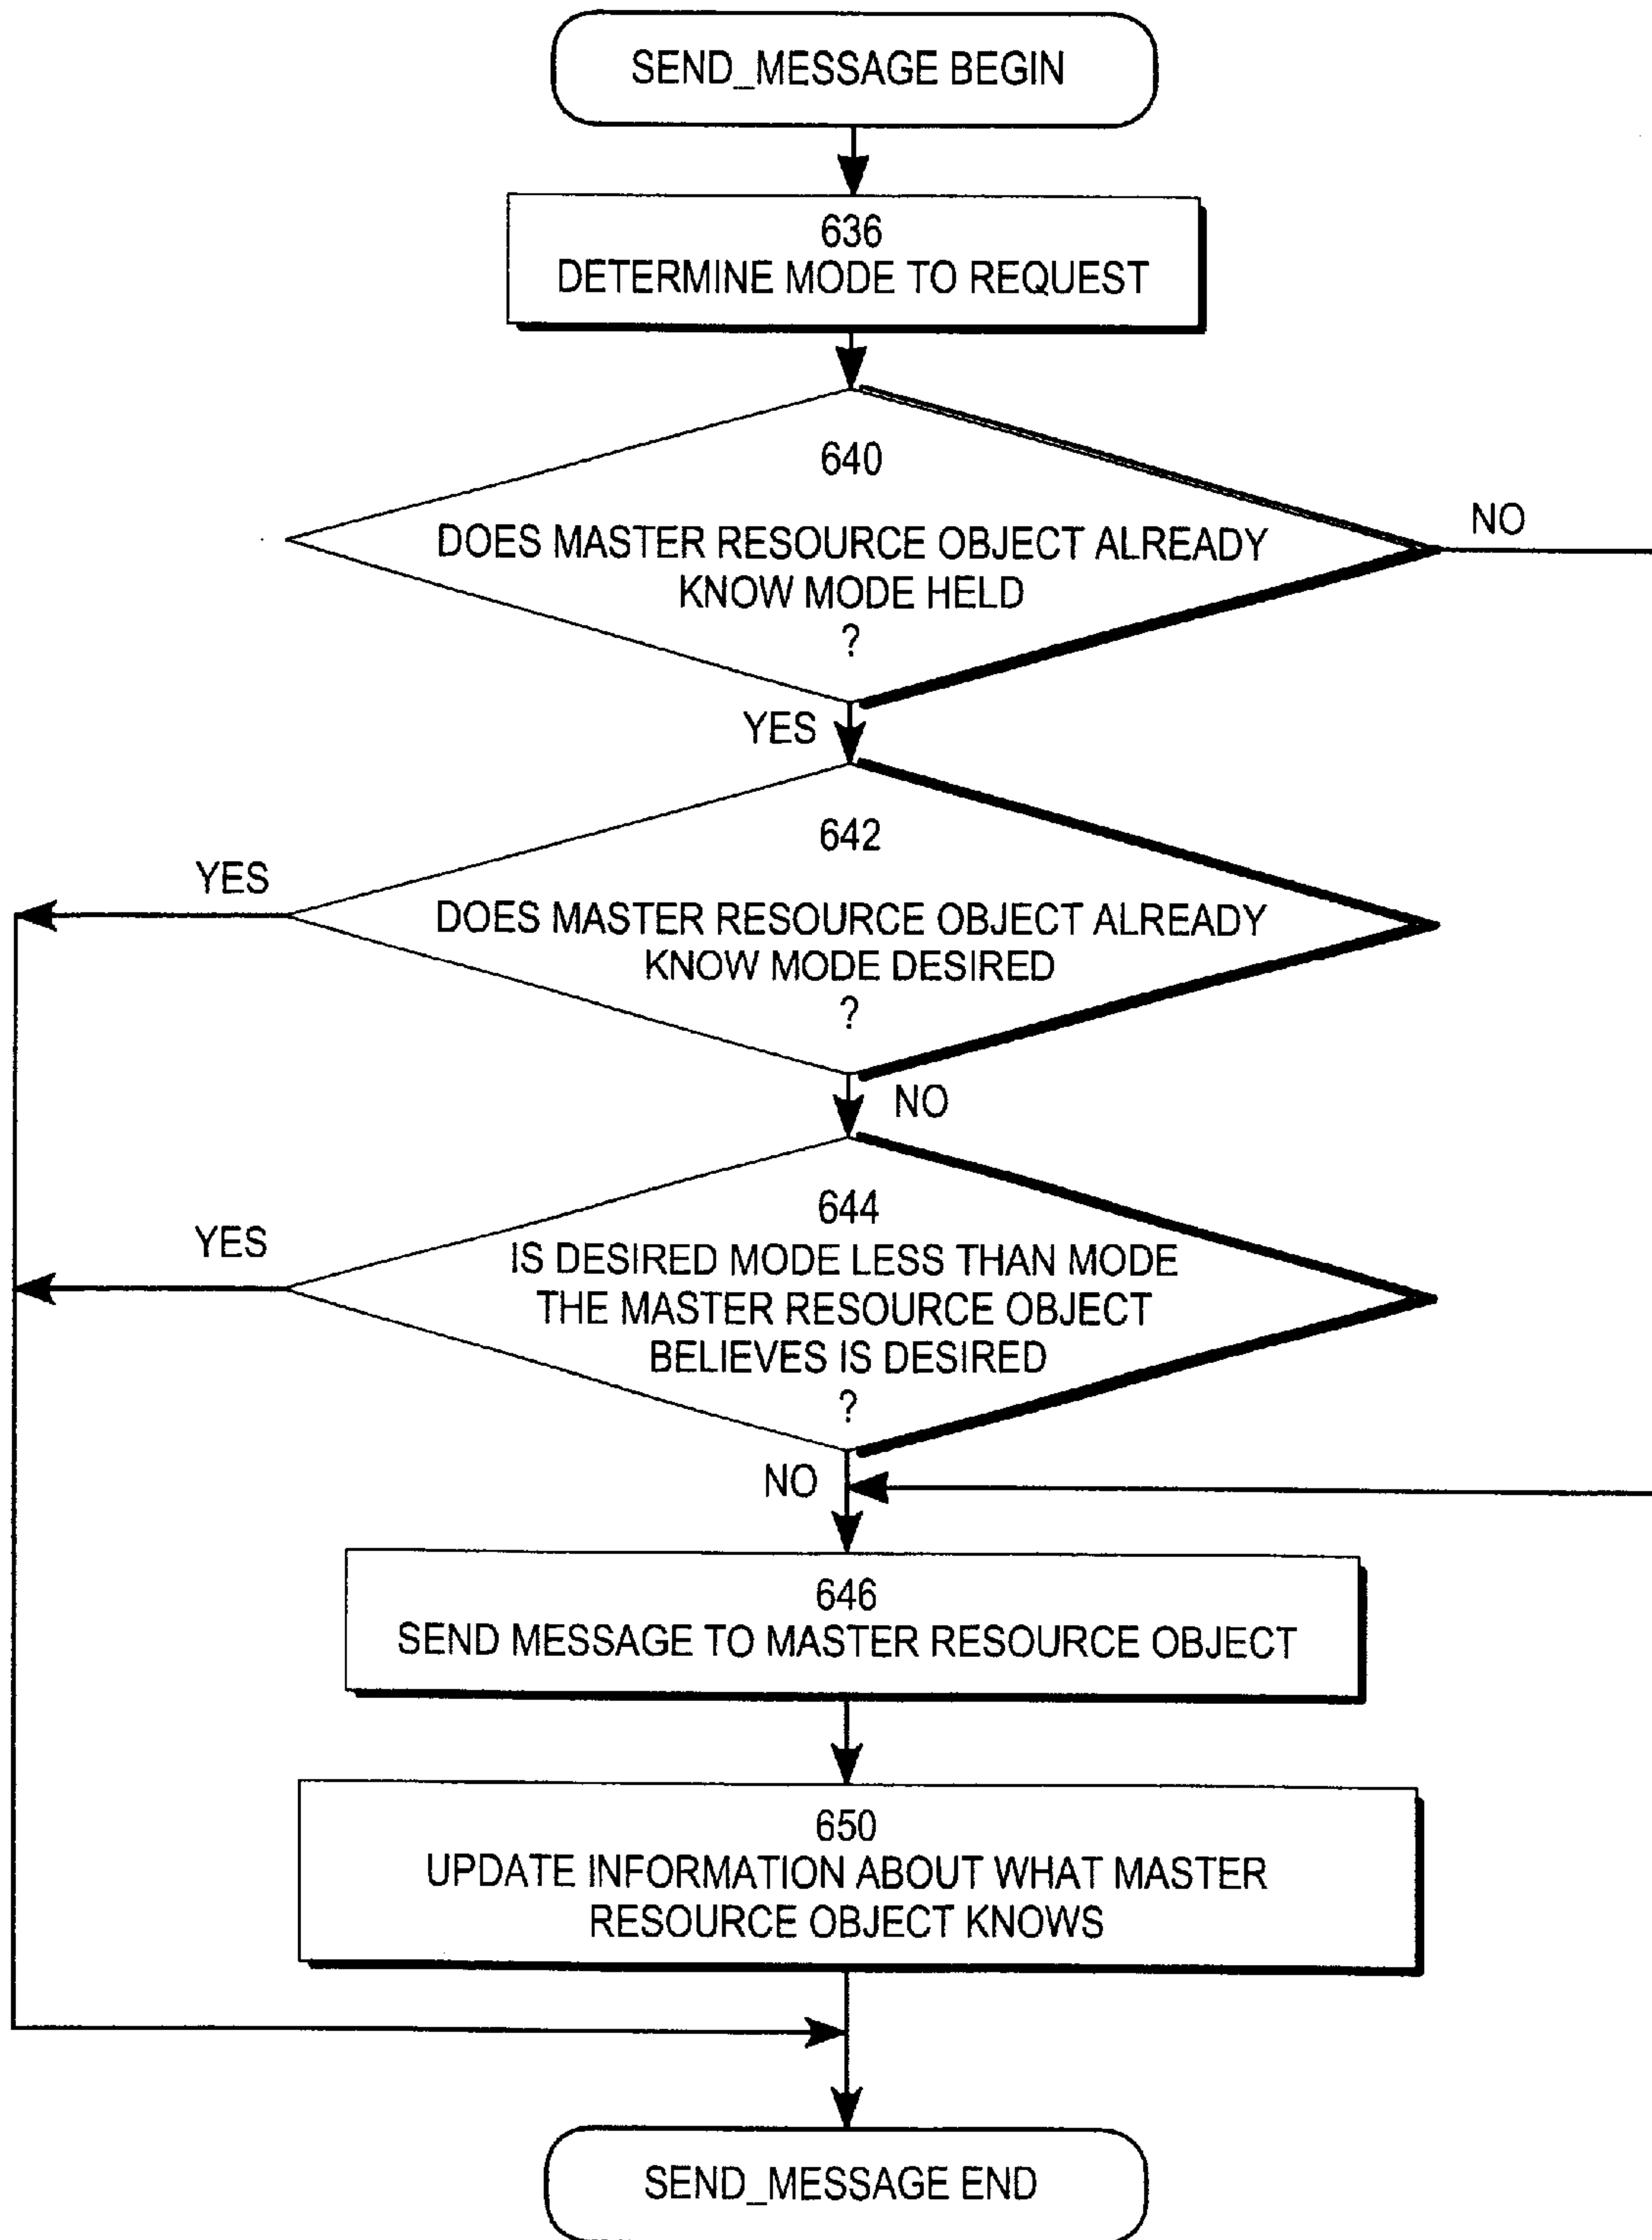 SEND_MESSAGE BEGIN
636
DETERMINE MODE TO REQUEST
640
DOES MASTER RESOURCE OBJECT ALREADY
KNOW MODE HELD
?
NO
YES
642
DOES MASTER RESOURCE OBJECT ALREADY
KNOW MODE DESIRED
?
YES
NO
644
IS DESIRED MODE LESS THAN MODE
THE MASTER RESOURCE OBJECT
BELIEVES IS DESIRED
?
YES
NO
646
SEND MESSAGE TO MASTER RESOURCE OBJECT
650
UPDATE INFORMATION ABOUT WHAT MASTER
RESOURCE OBJECT KNOWS
SEND_MESSAGE END